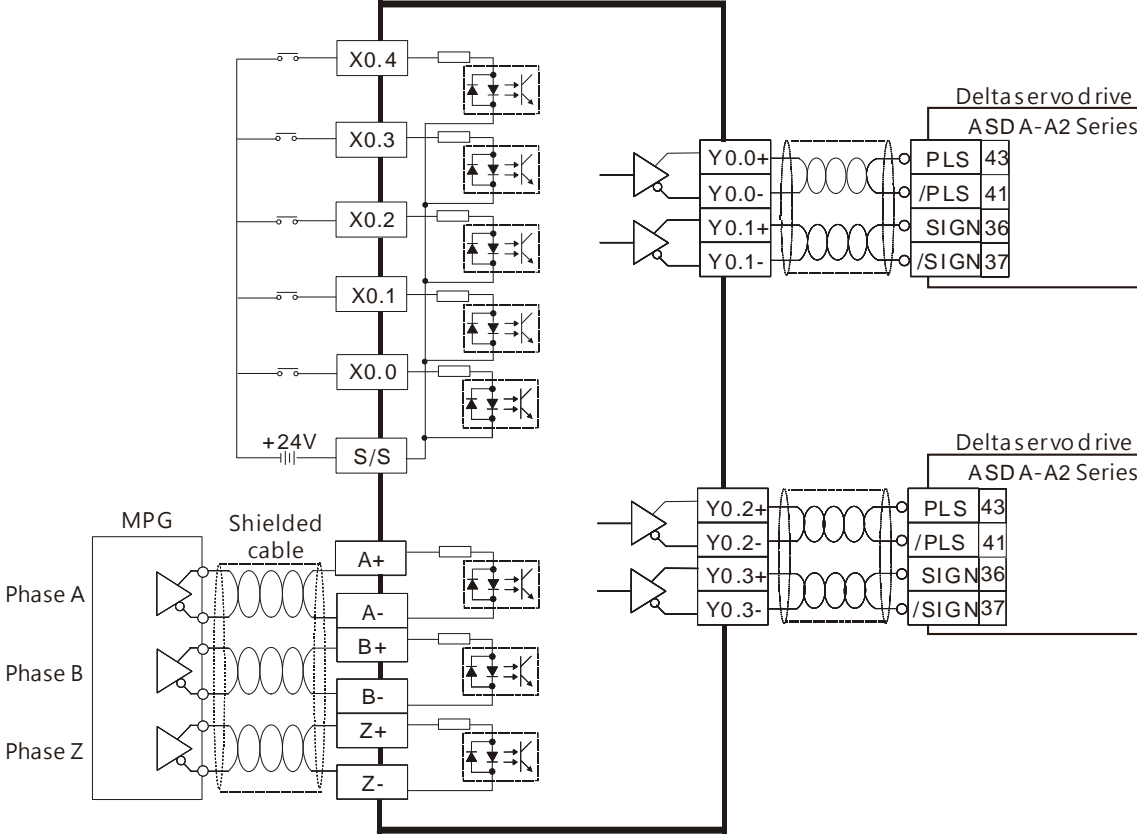 X0.4
X0.3
X0.2
X0.1
X0.0
+24V
S/S
MPG
Shielded
cable
Phase A
Phase B
Phase Z
A+
A-
B+
B-
Z+
Z-
Y0.0+
Y0.0-
Y0.1+
Y0.1-
Delta servo drive
ASDA-A2 Series
PLS 43
/PLS 41
SIGN 36
/SIGN 37
Y0.2+
Y0.2-
Y0.3+
Y0.3-
Delta servo drive
ASDA-A2 Series
PLS 43
/PLS 41
SIGN 36
/SIGN 37